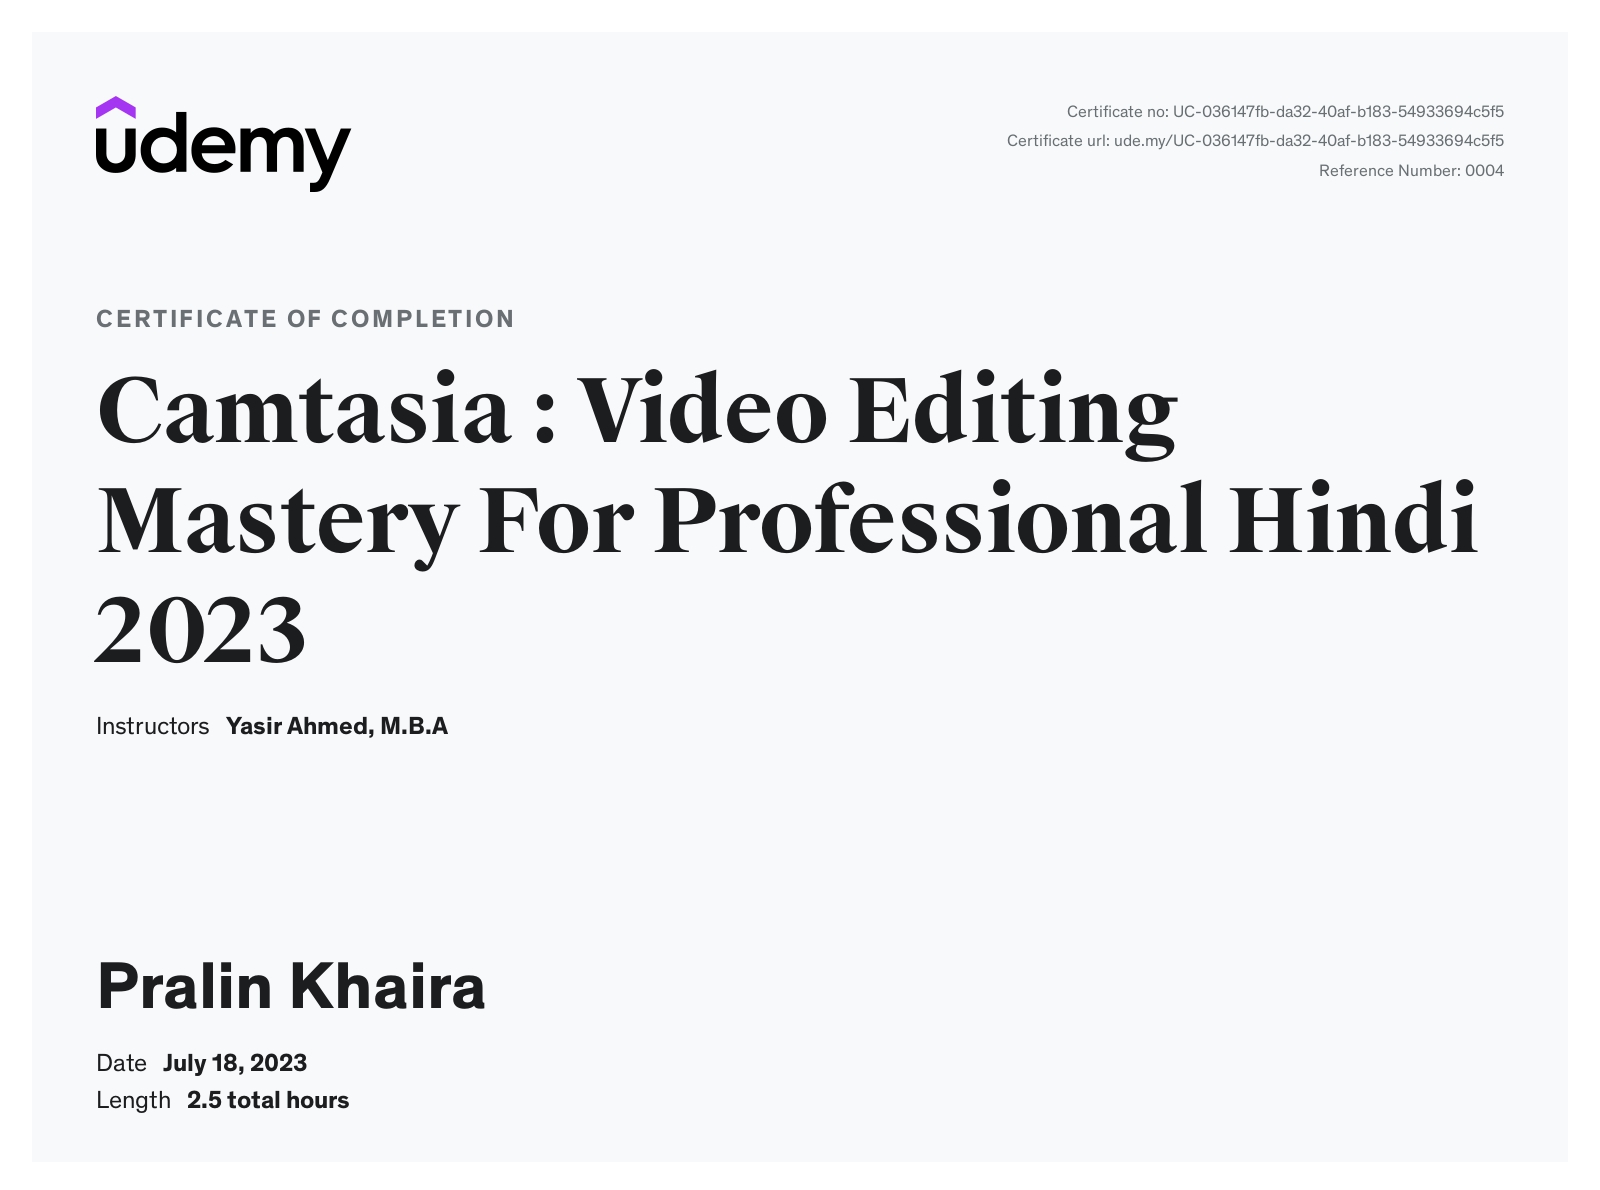 udemy
Certificate no: UC-036147fb-da32-40af-b183-54933694c5f5
Certificate url: ude.my/UC-036147fb-da32-40af-b183-54933694c5f5
Reference Number: 0004
CERTIFICATE OF COMPLETION
Camtasia : Video Editing
Mastery For Professional Hindi
2023
Instructors Yasir Ahmed, M.B.A
Pralin Khaira
Date July 18, 2023
Length 2.5 total hours